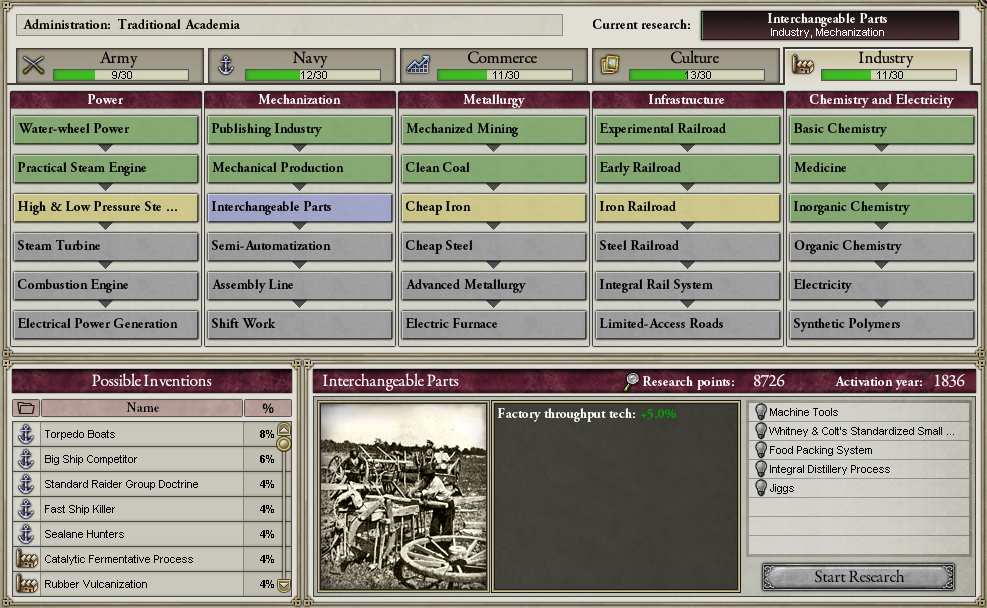 Administration: Traditional Academia
Current research:
Interchangeable Parts
Industry, Mechanization
Army
9/30
Navy
12/30
Commerce
11/30
Culture
13/30
Industry
11/30
Power
Mechanization
Metallurgy
Infrastructure
Chemistry and Electricity
Water-wheel Power
Publishing Industry
Mechanized Mining
Experimental Railroad
Basic Chemistry
Practical Steam Engine
Mechanical Production
Clean Coal
Early Railroad
Medicine
High & Low Pressure Ste ...
Interchangeable Parts
Cheap Iron
Iron Railroad
Inorganic Chemistry
Steam Turbine
Semi-Automatization
Cheap Steel
Steel Railroad
Organic Chemistry
Combustion Engine
Assembly Line
Advanced Metallurgy
Integral Rail System
Electricity
Electrical Power Generation
Shift Work
Electric Furnace
Limited-Access Roads
Synthetic Polymers
Possible Inventions
Name %
Torpedo Boats 8%
Big Ship Competitor 6%
Standard Raider Group Doctrine 4%
Fast Ship Killer 4%
Sealane Hunters 4%
Catalytic Fermentative Process 4%
Rubber Vulcanization 4%
Interchangeable Parts
Research points: 8726
Activation year: 1836
Factory throughput tech: +5.0%
Machine Tools
Whitney & Colt's Standardized Small ...
Food Packing System
Integral Distillery Process
Jiggs
Start Research